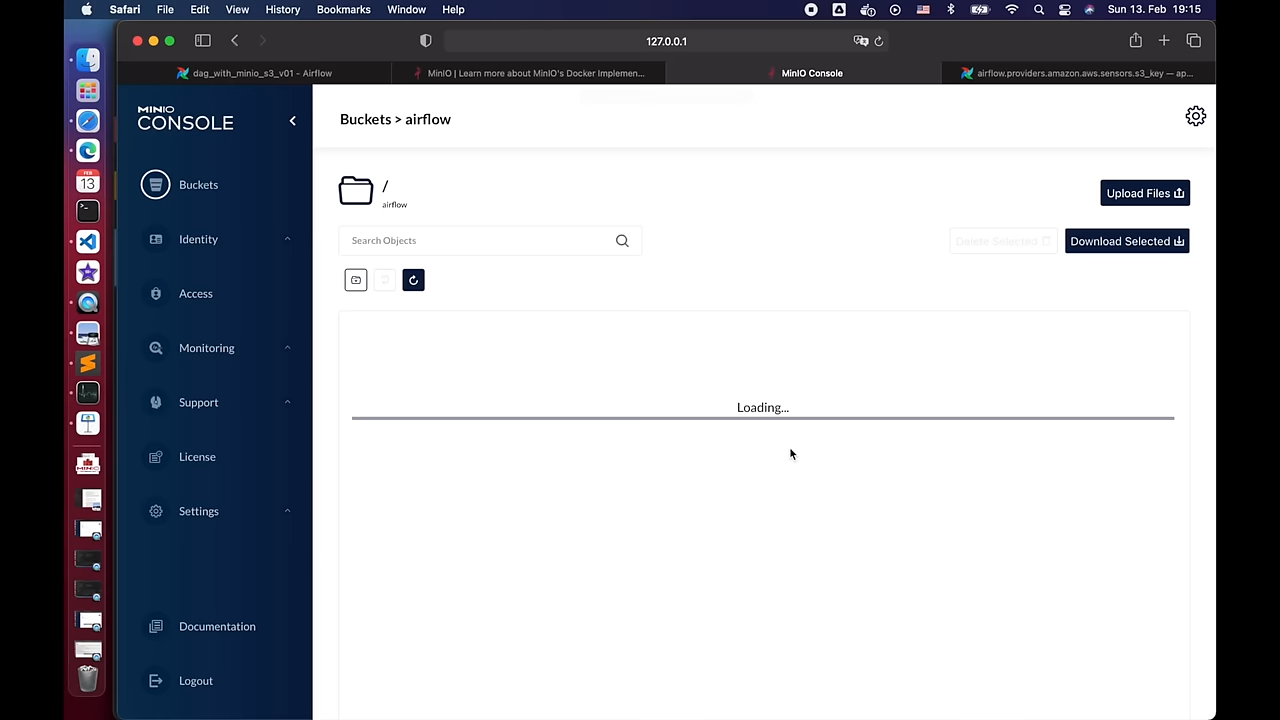 Safari File Edit View History Bookmarks Window Help Sun 13. Feb 19:15
127.0.0.1
dag_with_minio_s3_v01 - Airflow MinIO | Learn more about MinIO's Docker Implemen... MinIO Console airflow.providers.amazon.aws.sensors.s3_key — ap...
MINIO
CONSOLE
Buckets > airflow
Buckets
/
airflow
Upload Files
Identity
Search Objects
Delete Selected
Download Selected
Access
Monitoring
Support
Loading...
License
Settings
Documentation
Logout
FEB
13